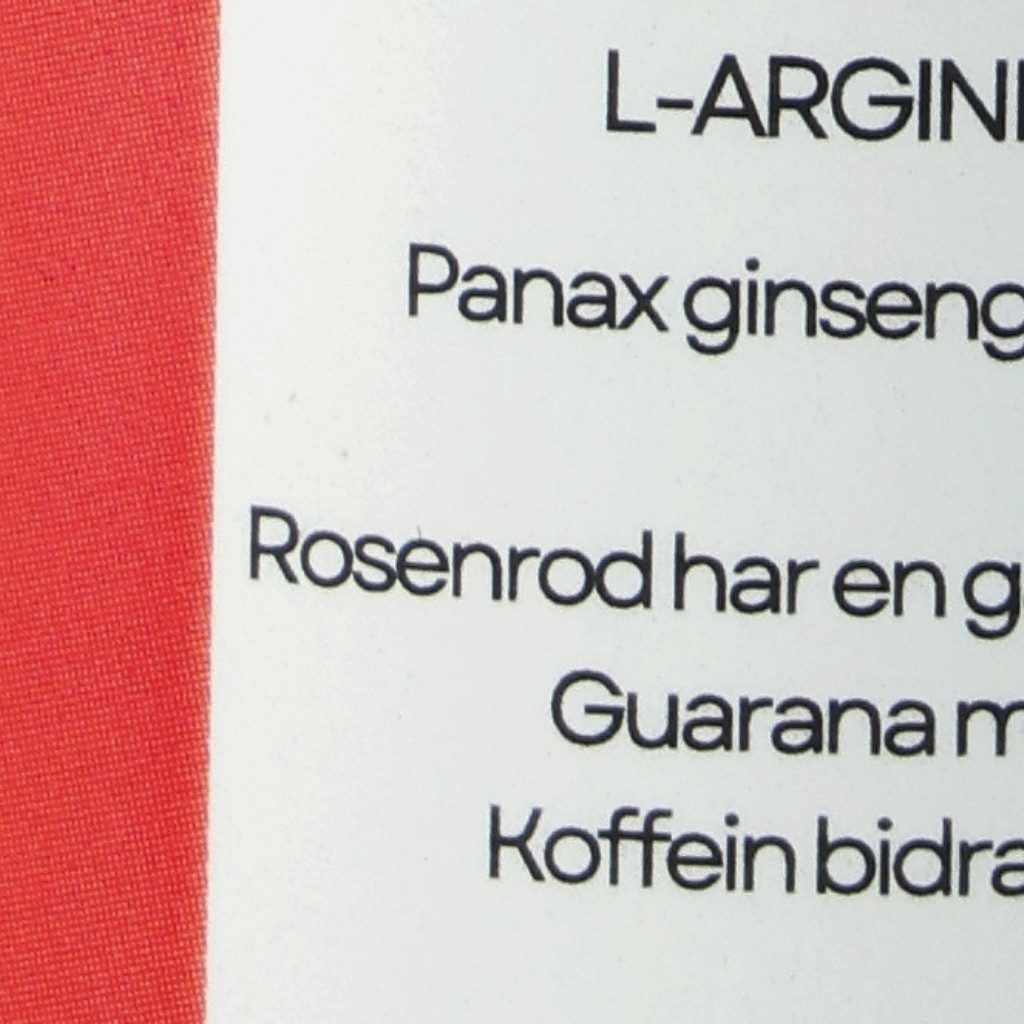 L-ARGINI
Panax ginseng
Rosenrod har en g
Guarana m
Koffein bidra